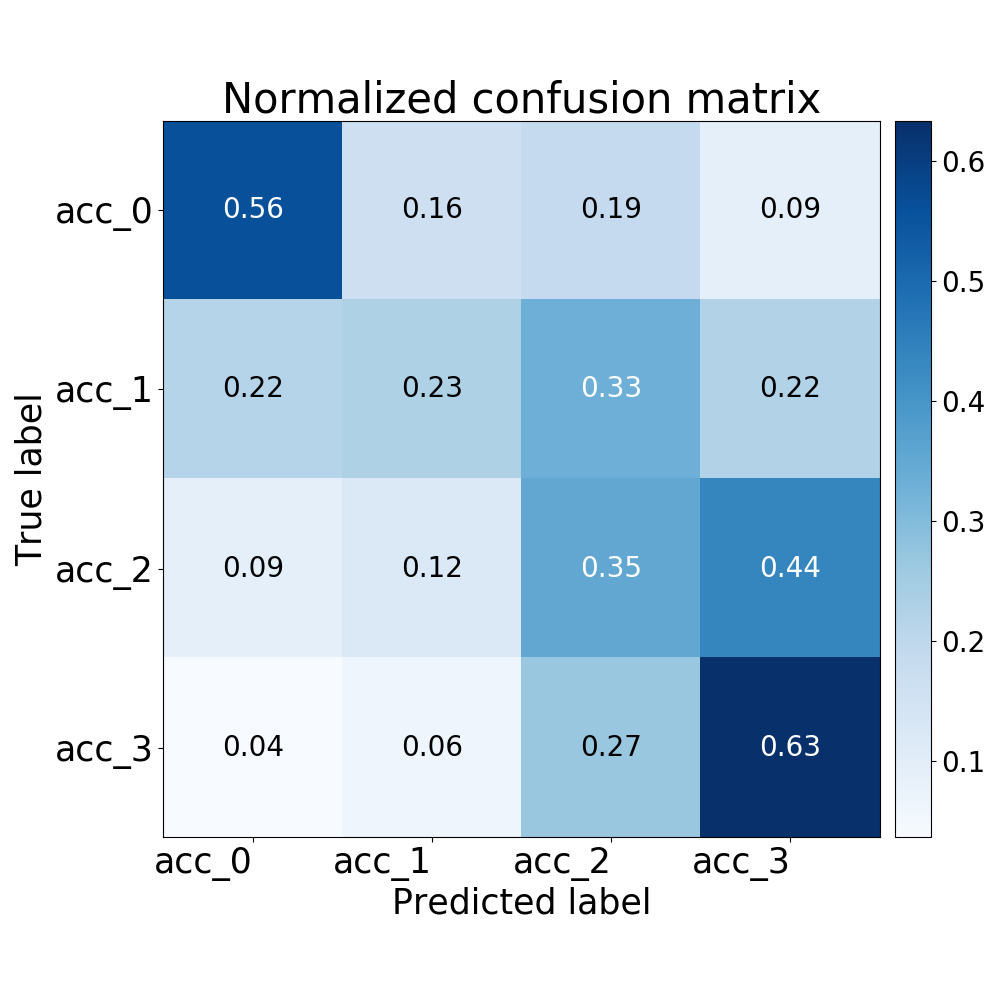 Normalized confusion matrix
acc_0 0.56 0.16 0.19 0.09
acc_1 0.22 0.23 0.33 0.22
acc_2 0.09 0.12 0.35 0.44
acc_3 0.04 0.06 0.27 0.63
acc_0 acc_1 acc_2 acc_3
Predicted label
True label
0.6
0.5
0.4
0.3
0.2
0.1